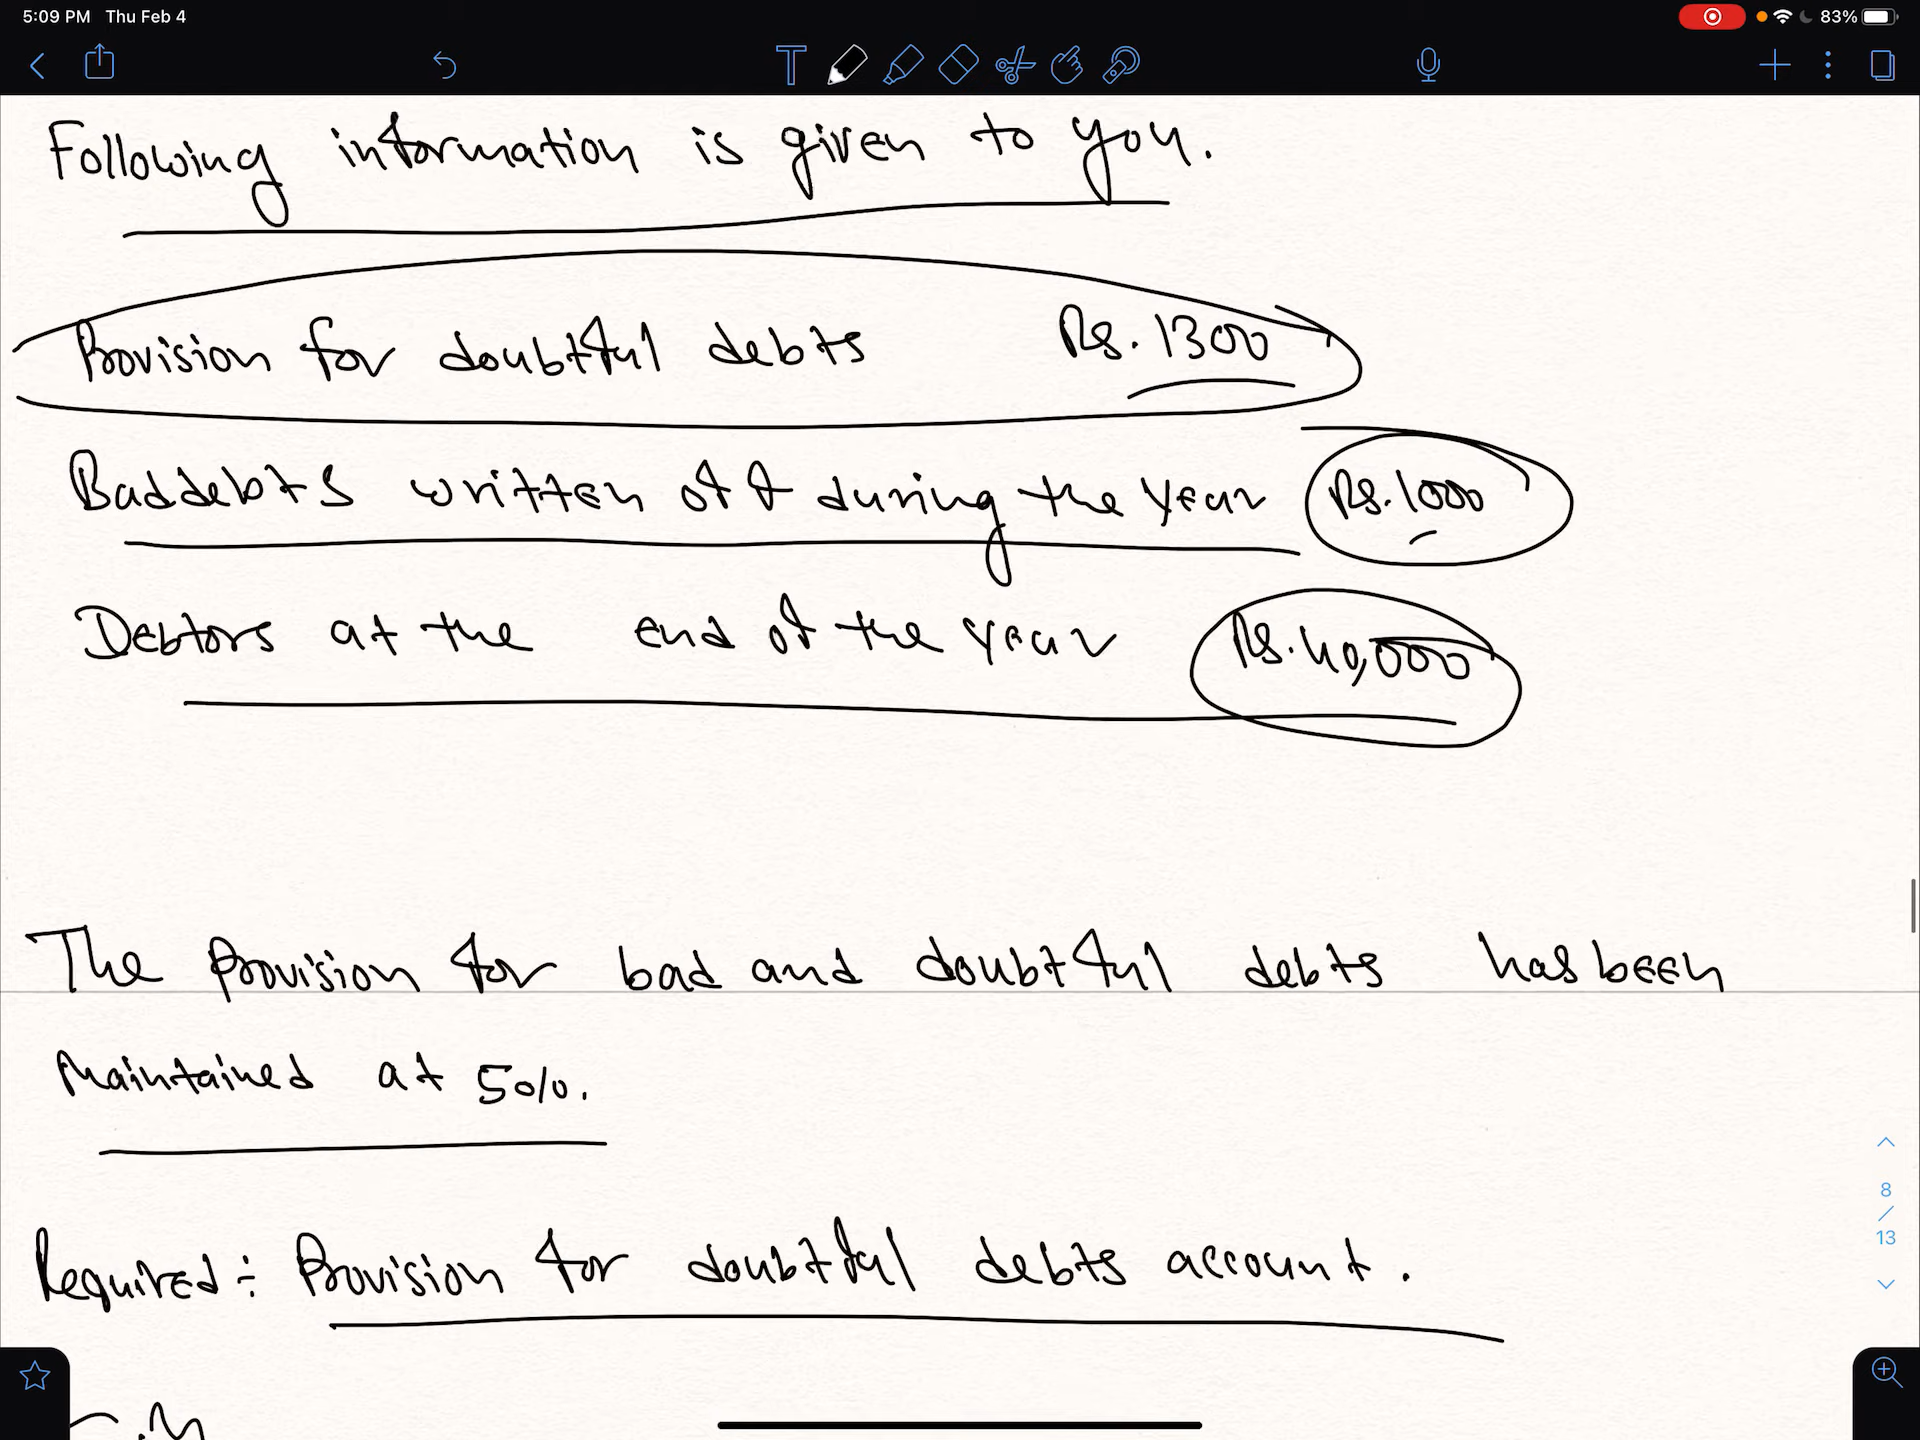 5:09 PM Thu Feb 4
83%
Following information is given to you.
Provision for doubtful debts Rs. 1300
Baddebts written off during the year Rs. 1000
Debtors at the end of the year Rs. 40,000
The provision for bad and doubtful debts has been
maintained at 5%.
8
/
13
Required÷ Provision for doubtful debts account.